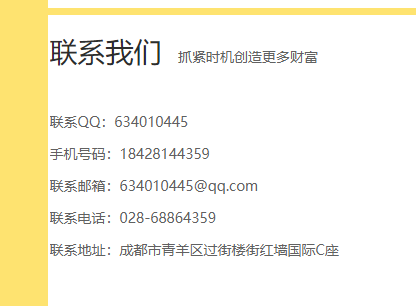 联系我们 抓紧时机创造更多财富
联系QQ：634010445
手机号码：18428144359
联系邮箱：634010445@qq.com
联系电话：028-68864359
联系地址：成都市青羊区过街楼街红墙国际C座